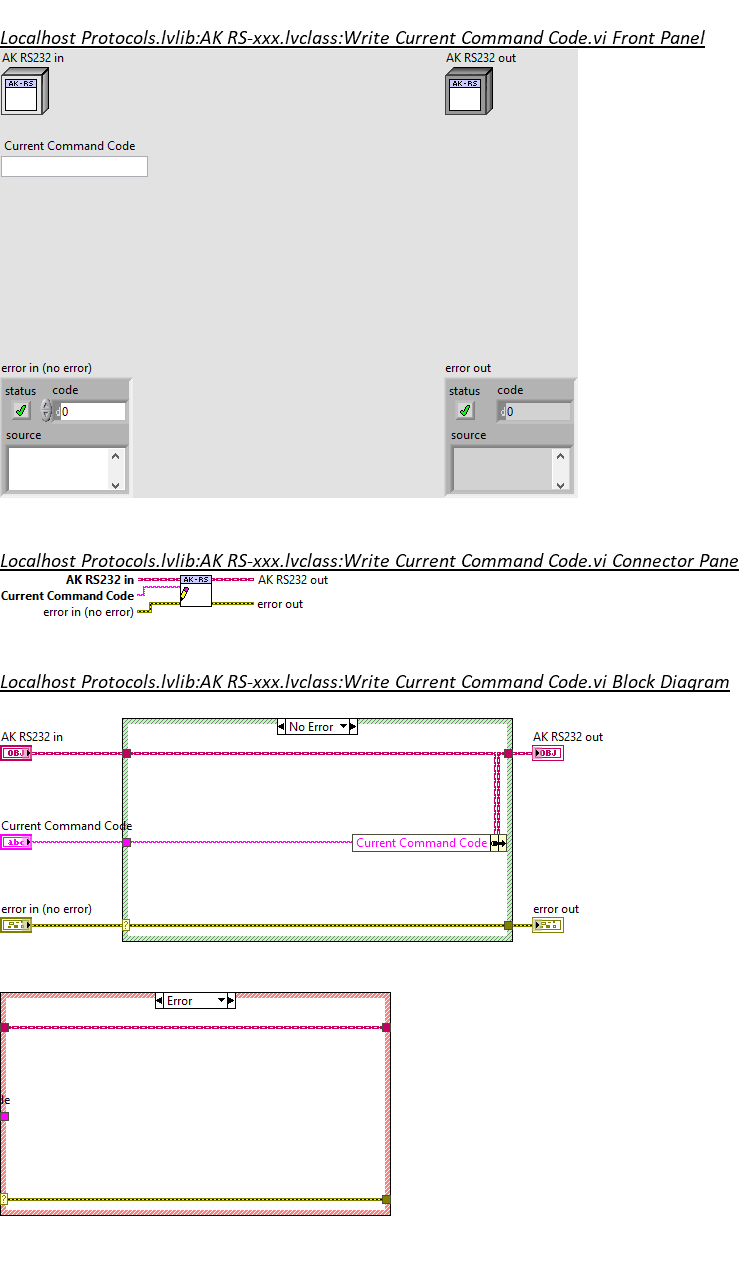 Localhost Protocols.lvlib:AK RS-xxx.lvclass:Write Current Command Code.vi Front Panel
AK RS232 in
AK RS232 out
AK-RS
AK-RS
Current Command Code
error in (no error)
error out
status code
status code
d 0
d 0
source
source
Localhost Protocols.lvlib:AK RS-xxx.lvclass:Write Current Command Code.vi Connector Pane
AK RS232 in
AK-RS
AK RS232 out
Current Command Code
error in (no error)
error out
Localhost Protocols.lvlib:AK RS-xxx.lvclass:Write Current Command Code.vi Block Diagram
No Error
AK RS232 in
AK RS232 out
OBJ
OBJ
Current Command Code
abc
Current Command Code
error in (no error)
error out
?
Error
de
?